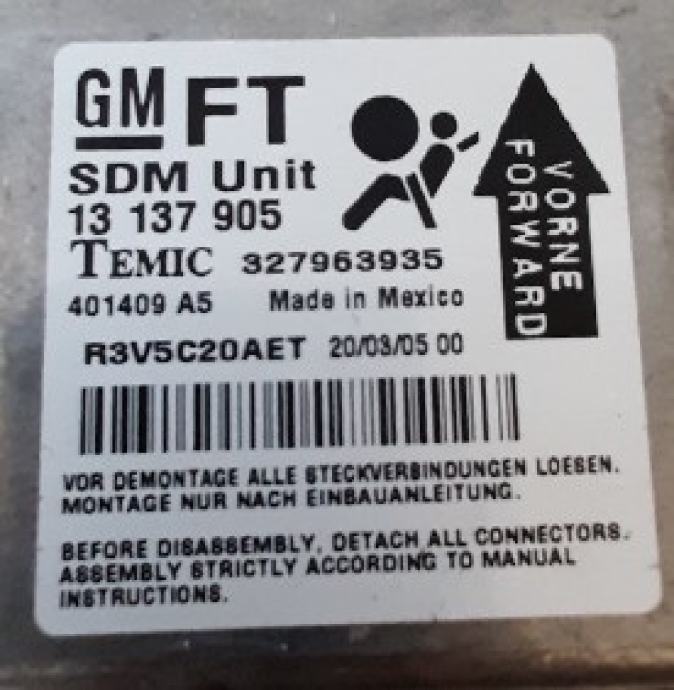 GM FT
SDM Unit
13 137 905
TEMIC 327963935
401409 A5 Made in Mexico
R3V5C20AET 20/03/05 00
VORNE
FORWARD
VOR DEMONTAGE ALLE STECKVERBINDUNGEN LOESEN.
MONTAGE NUR NACH EINBAUANLEITUNG.
BEFORE DISASSEMBLY, DETACH ALL CONNECTORS.
ASSEMBLY STRICTLY ACCORDING TO MANUAL
INSTRUCTIONS.